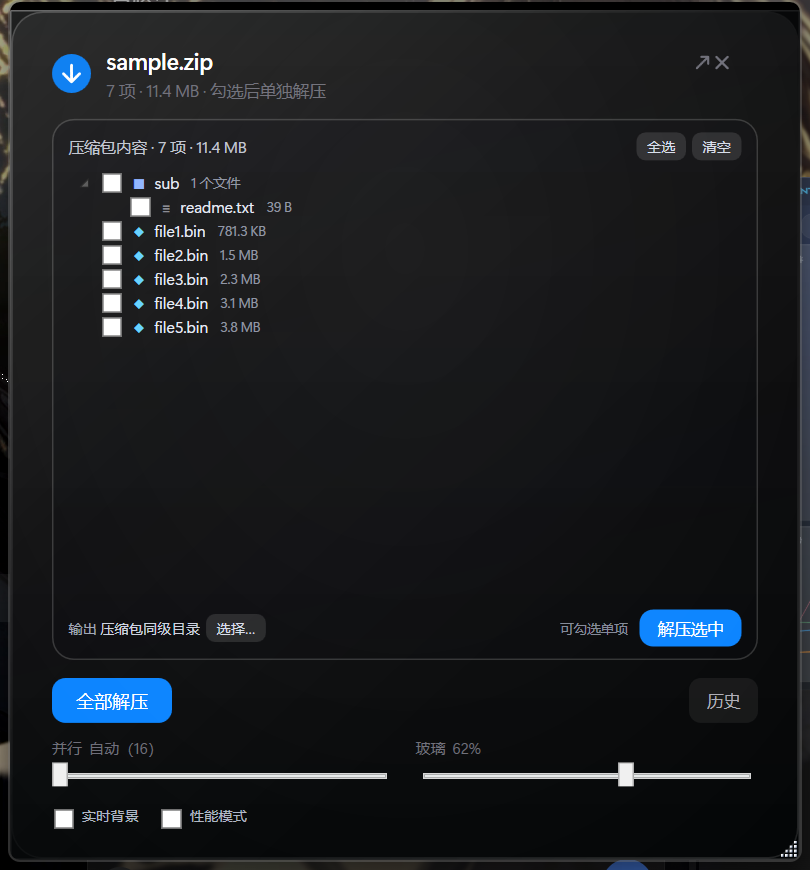 sample.zip
7 项 · 11.4 MB · 勾选后单独解压
压缩包内容 · 7 项 · 11.4 MB
全选
清空
sub 1 个文件
readme.txt 39 B
file1.bin 781.3 KB
file2.bin 1.5 MB
file3.bin 2.3 MB
file4.bin 3.1 MB
file5.bin 3.8 MB
输出 压缩包同级目录 选择...
可勾选单项
解压选中
全部解压
历史
并行 自动 (16)
玻璃 62%
实时背景
性能模式